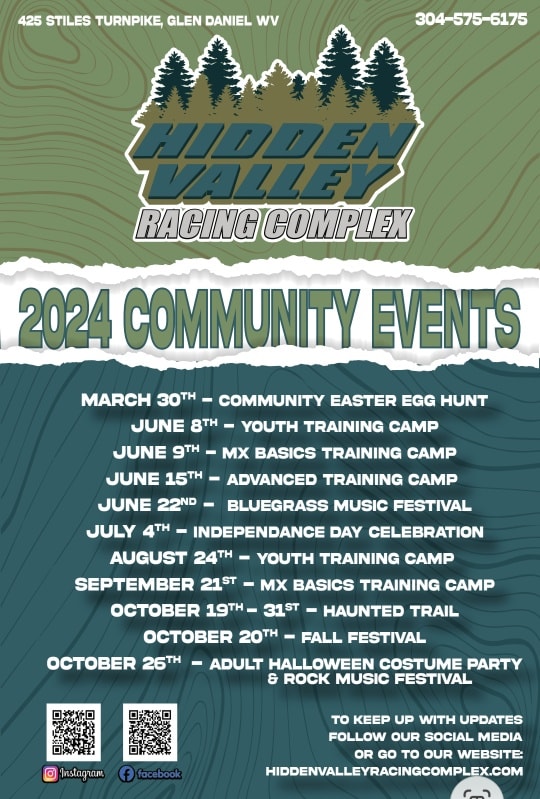 425 STILES TURNPIKE, GLEN DANIEL WV
304-575-6175
HIDDEN
VALLEY
RACING COMPLEX
2024 COMMUNITY EVENTS
MARCH 30TH - COMMUNITY EASTER EGG HUNT
JUNE 8TH - YOUTH TRAINING CAMP
JUNE 9TH - MX BASICS TRAINING CAMP
JUNE 15TH - ADVANCED TRAINING CAMP
JUNE 22ND - BLUEGRASS MUSIC FESTIVAL
JULY 4TH - INDEPENDANCE DAY CELEBRATION
AUGUST 24TH - YOUTH TRAINING CAMP
SEPTEMBER 21ST - MX BASICS TRAINING CAMP
OCTOBER 19TH - 31ST - HAUNTED TRAIL
OCTOBER 20TH - FALL FESTIVAL
OCTOBER 26TH - ADULT HALLOWEEN COSTUME PARTY
& ROCK MUSIC FESTIVAL
Instagram
facebook
TO KEEP UP WITH UPDATES
FOLLOW OUR SOCIAL MEDIA
OR GO TO OUR WEBSITE:
HIDDENVALLEYRACINGCOMPLEX.COM